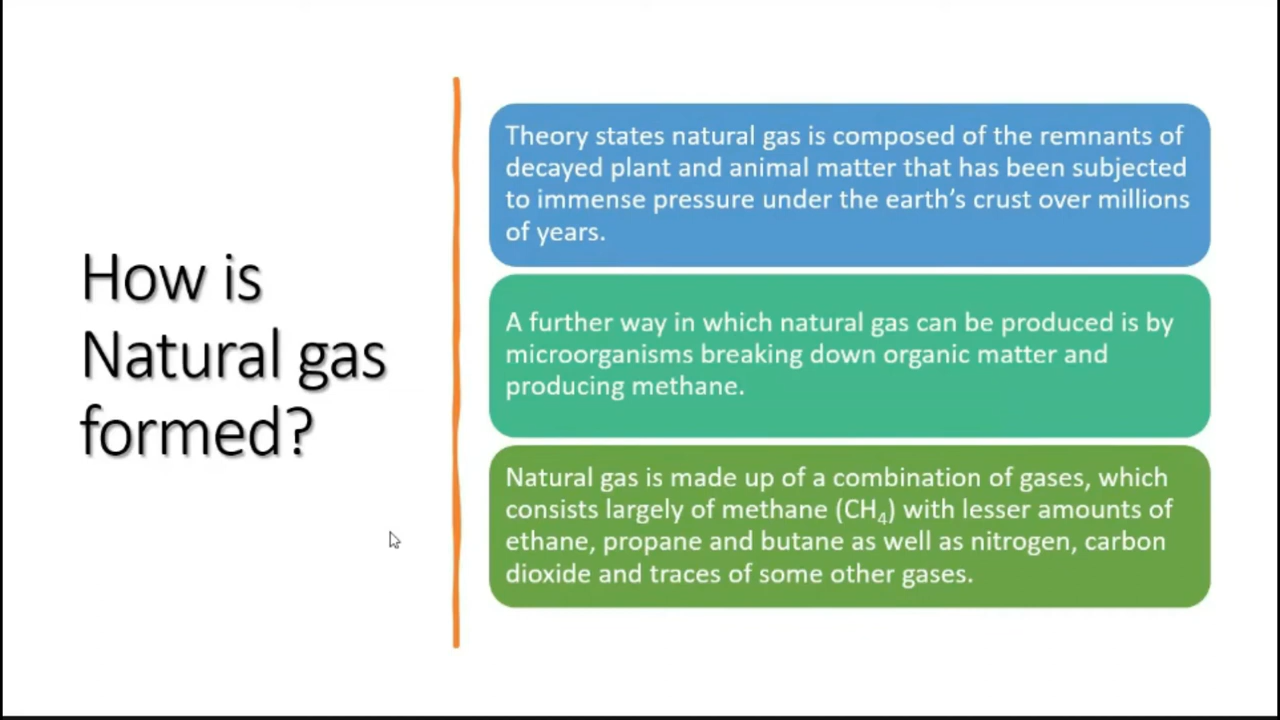 How is
Natural gas
formed?
Theory states natural gas is composed of the remnants of
decayed plant and animal matter that has been subjected
to immense pressure under the earth’s crust over millions
of years.
A further way in which natural gas can be produced is by
microorganisms breaking down organic matter and
producing methane.
Natural gas is made up of a combination of gases, which
consists largely of methane (CH₄) with lesser amounts of
ethane, propane and butane as well as nitrogen, carbon
dioxide and traces of some other gases.